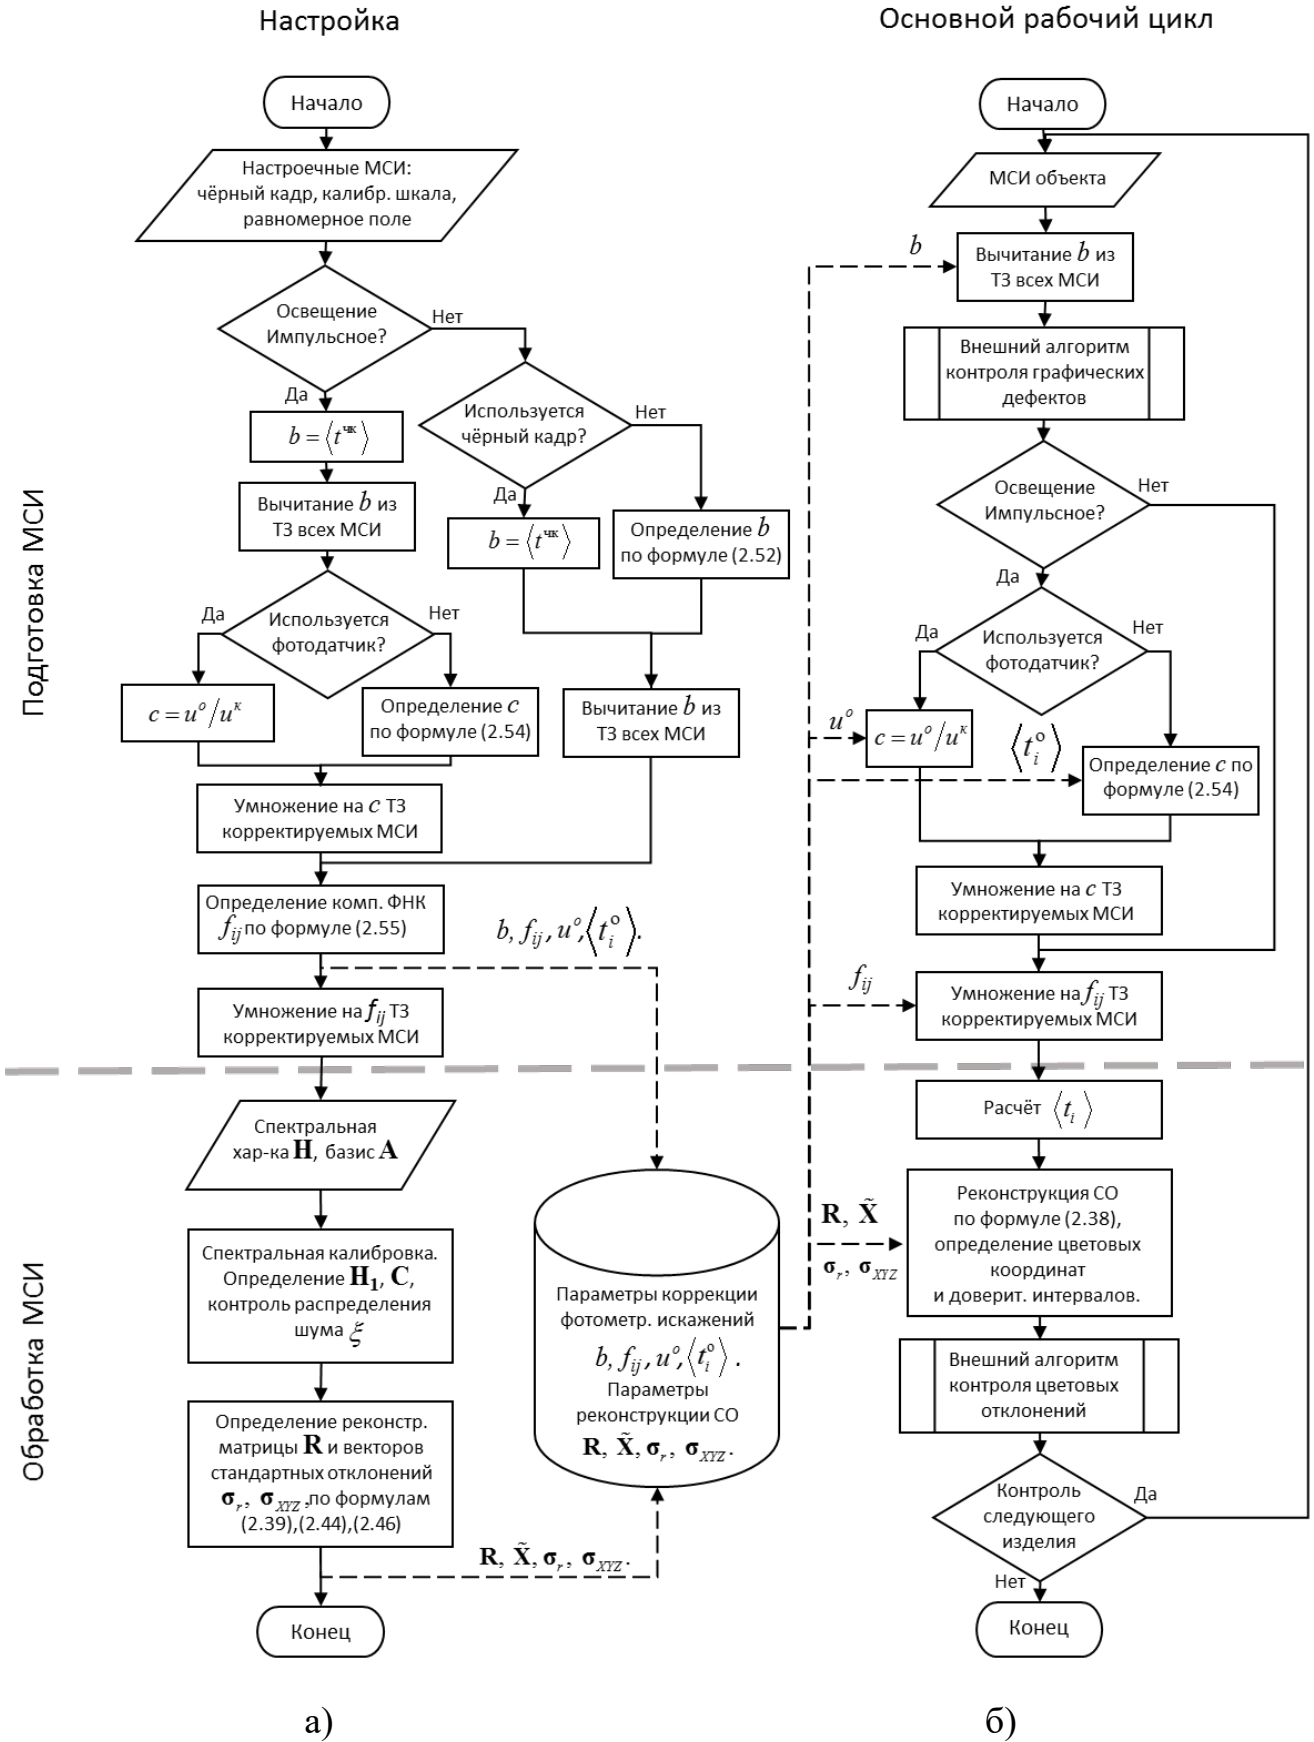 Настройка
Начало
Настроечные МСИ:
чёрный кадр, калибр. шкала,
равномерное поле
Освещение
Импульсное?
Нет
Да
b = ⟨t^чк⟩
Используется
чёрный кадр?
Нет
Да
b = ⟨t^чк⟩
Определение b
по формуле (2.52)
Вычитание b из
ТЗ всех МСИ
Используется
фотодатчик?
Да
Нет
c = u^o/u^к
Определение c
по формуле (2.54)
Вычитание b из
ТЗ всех МСИ
Умножение на c ТЗ
корректируемых МСИ
Определение комп. ФНК
f_ij по формуле (2.55)
b, f_ij, u^o, ⟨t_i^o⟩.
Умножение на f_ij ТЗ
корректируемых МСИ
Подготовка МСИ
Спектральная
хар-ка H, базис A
Спектральная калибровка.
Определение H_1, C,
контроль распределения
шума ξ
Определение реконстр.
матрицы R и векторов
стандартных отклонений
σ_r, σ_XYZ ,по формулам
(2.39),(2.44),(2.46)
R, X̃, σ_r, σ_XYZ.
Конец
Обработка МСИ
а)
Параметры коррекции
фотометр. искажений
b, f_ij, u^o, ⟨t_i^o⟩.
Параметры
реконструкции СО
R, X̃, σ_r, σ_XYZ.
Основной рабочий цикл
Начало
МСИ объекта
b
Вычитание b из
ТЗ всех МСИ
Внешний алгоритм
контроля графических
дефектов
Освещение
Импульсное?
Нет
Да
Используется
фотодатчик?
Да
Нет
u^o
c = u^o/u^к
⟨t_i^o⟩
Определение c по
формуле (2.54)
Умножение на c ТЗ
корректируемых МСИ
f_ij
Умножение на f_ij ТЗ
корректируемых МСИ
Расчёт ⟨t_i⟩
R, X̃
σ_r, σ_XYZ
Реконструкция СО
по формуле (2.38),
определение цветовых
координат
и доверит. интервалов.
Внешний алгоритм
контроля цветовых
отклонений
Контроль
следующего
изделия
Да
Нет
Конец
б)